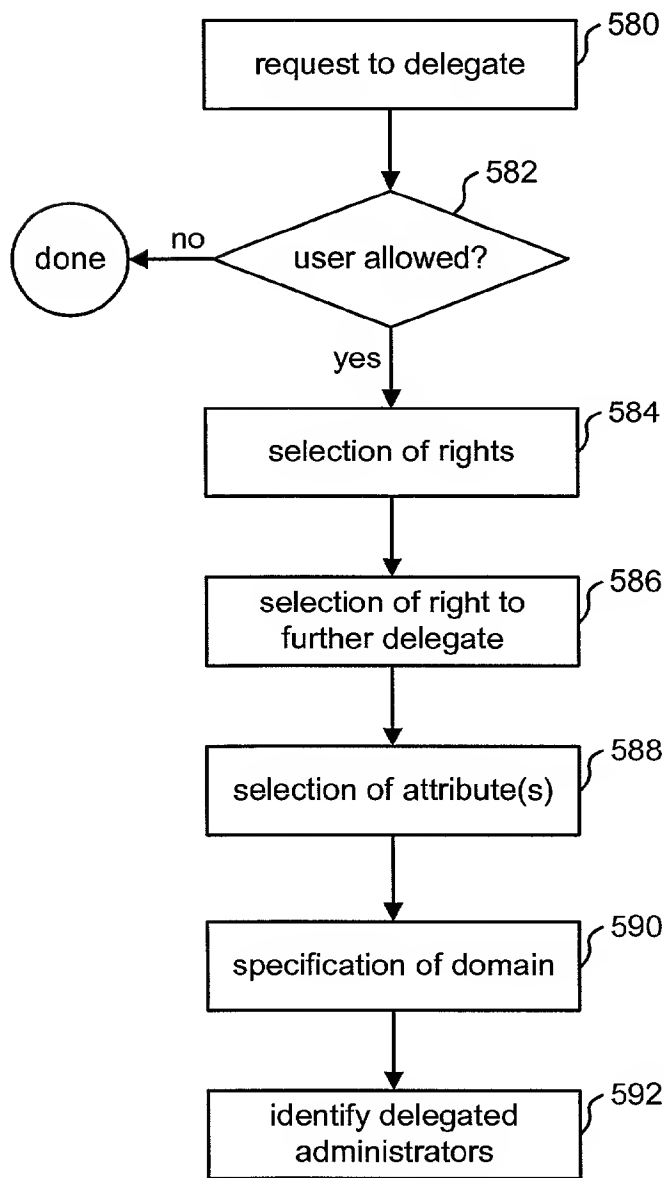 580
request to delegate
582
no
done
user allowed?
yes
584
selection of rights
586
selection of right to
further delegate
588
selection of attribute(s)
590
specification of domain
592
identify delegated
administrators